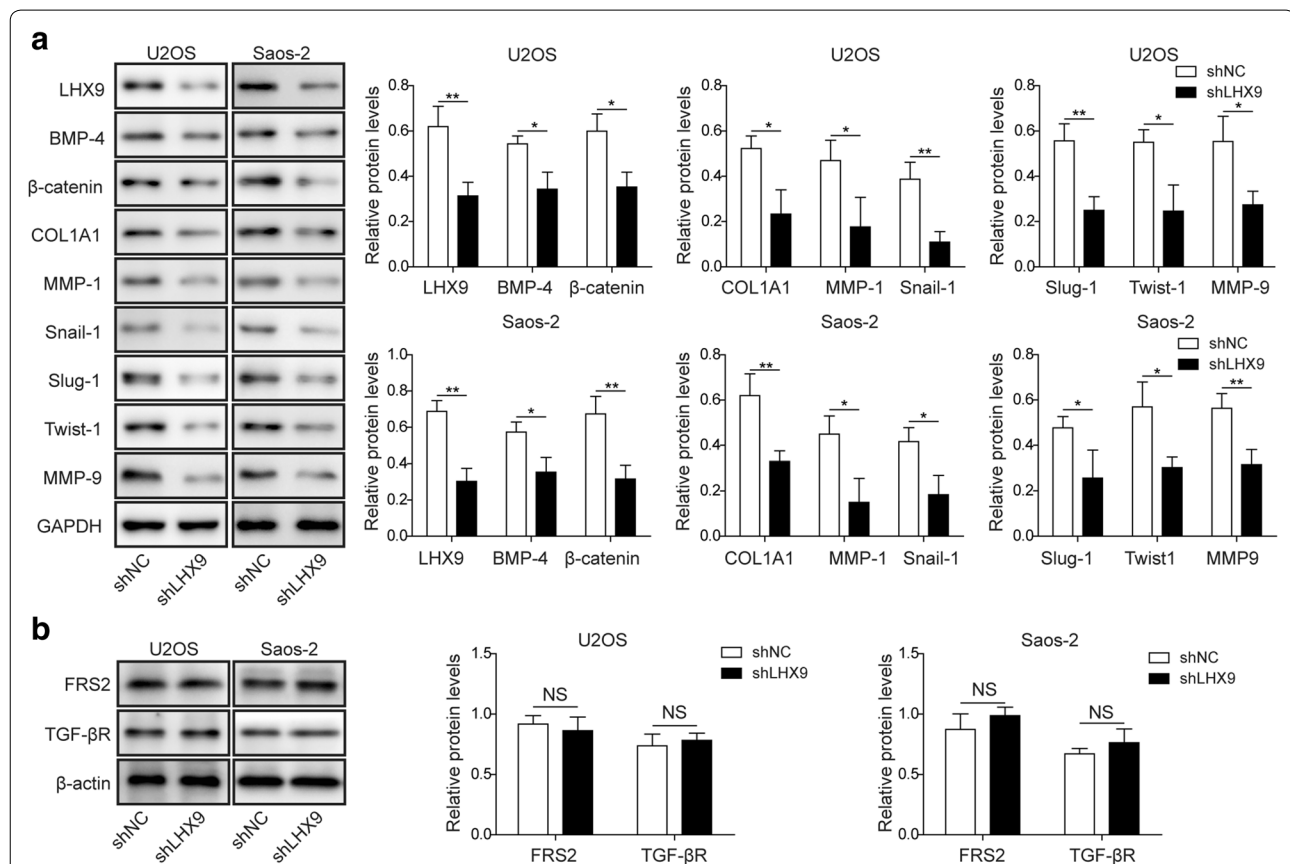 a
U2OS Saos-2
LHX9
BMP-4
β-catenin
COL1A1
MMP-1
Snail-1
Slug-1
Twist-1
MMP-9
GAPDH
shNC shLHX9 shNC shLHX9
U2OS
Relative protein levels
0.8
0.6
0.4
0.2
0.0
** * *
LHX9 BMP-4 β-catenin
U2OS
Relative protein levels
0.8
0.6
0.4
0.2
0.0
* * **
COL1A1 MMP-1 Snail-1
U2OS
shNC
shLHX9
Relative protein levels
0.8
0.6
0.4
0.2
0.0
** * *
Slug-1 Twist-1 MMP-9
Saos-2
Relative protein levels
1.0
0.8
0.6
0.4
0.2
0.0
** * **
LHX9 BMP-4 β-catenin
Saos-2
Relative protein levels
0.8
0.6
0.4
0.2
0.0
** * *
COL1A1 MMP-1 Snail-1
Saos-2
shNC
shLHX9
Relative protein levels
0.8
0.6
0.4
0.2
0.0
* * **
Slug-1 Twist1 MMP9
b
U2OS Saos-2
FRS2
TGF-βR
β-actin
shNC shLHX9 shNC shLHX9
U2OS
shNC
shLHX9
Relative protein levels
1.5
1.0
0.5
0.0
NS NS
FRS2 TGF-βR
Saos-2
shNC
shLHX9
Relative protein levels
1.5
1.0
0.5
0.0
NS NS
FRS2 TGF-βR